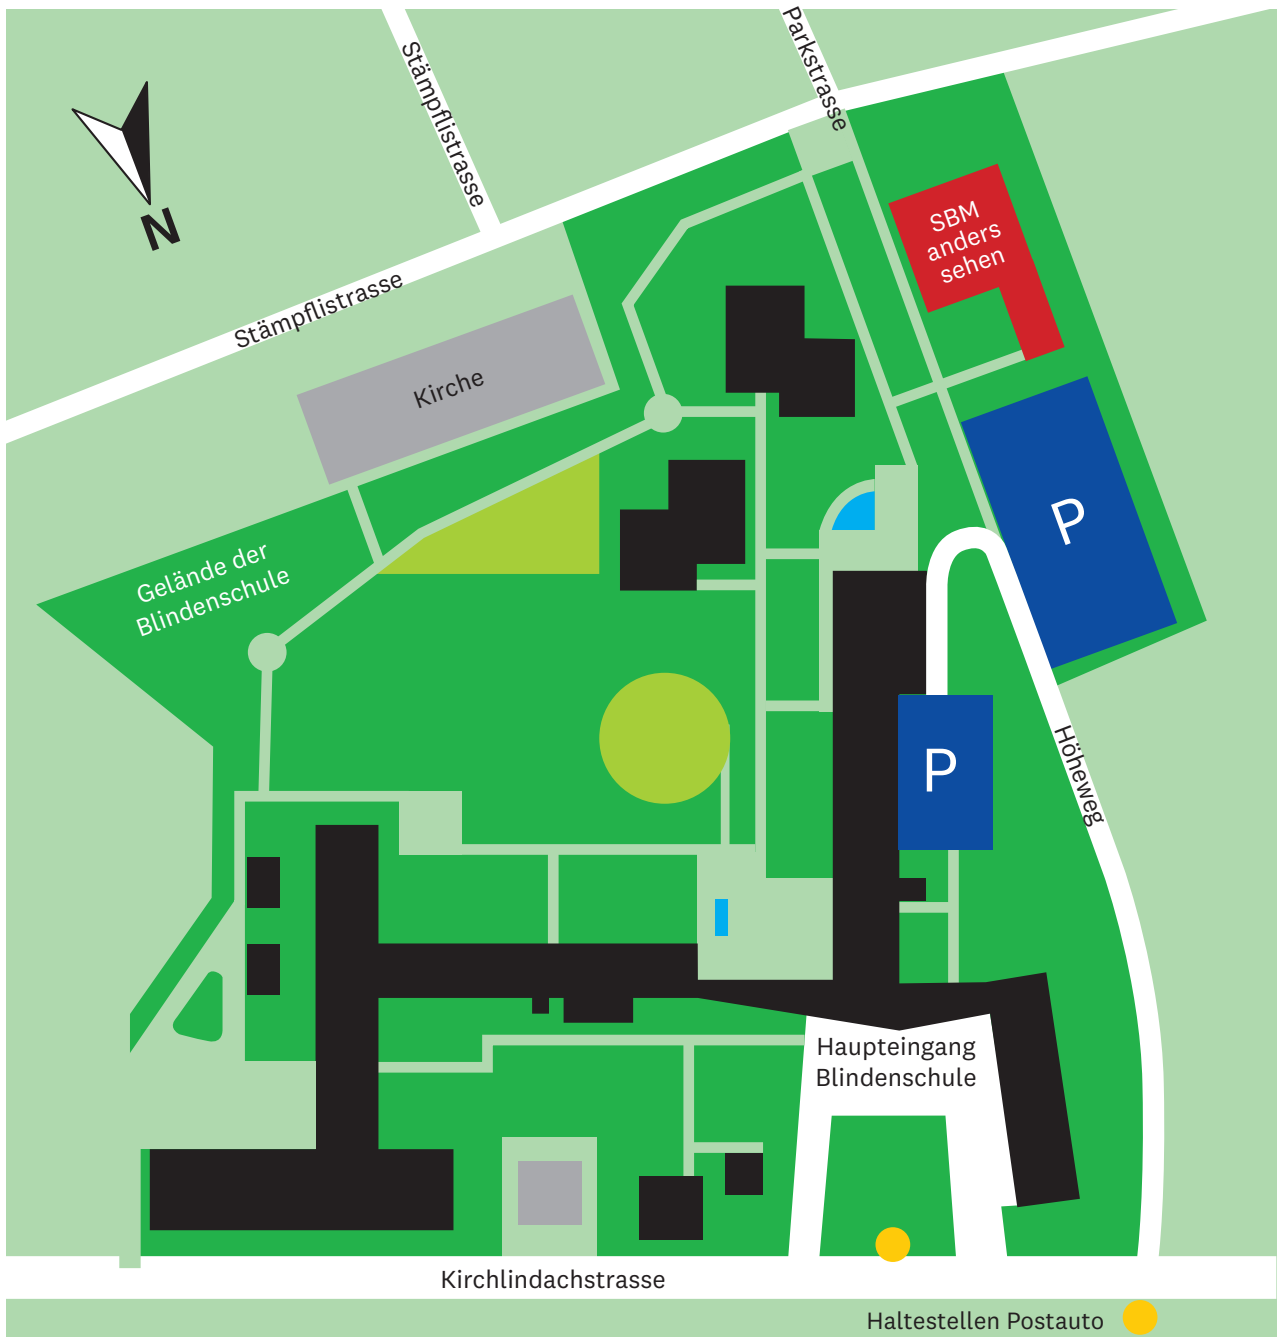 Stämpflistrasse
Parkstrasse
N
SBM
anders
sehen
Stämpflistrasse
Kirche
P
Gelände der
Blindenschule
P
Höheweg
Haupteingang
Blindenschule
Kirchlindachstrasse
Haltestellen Postauto